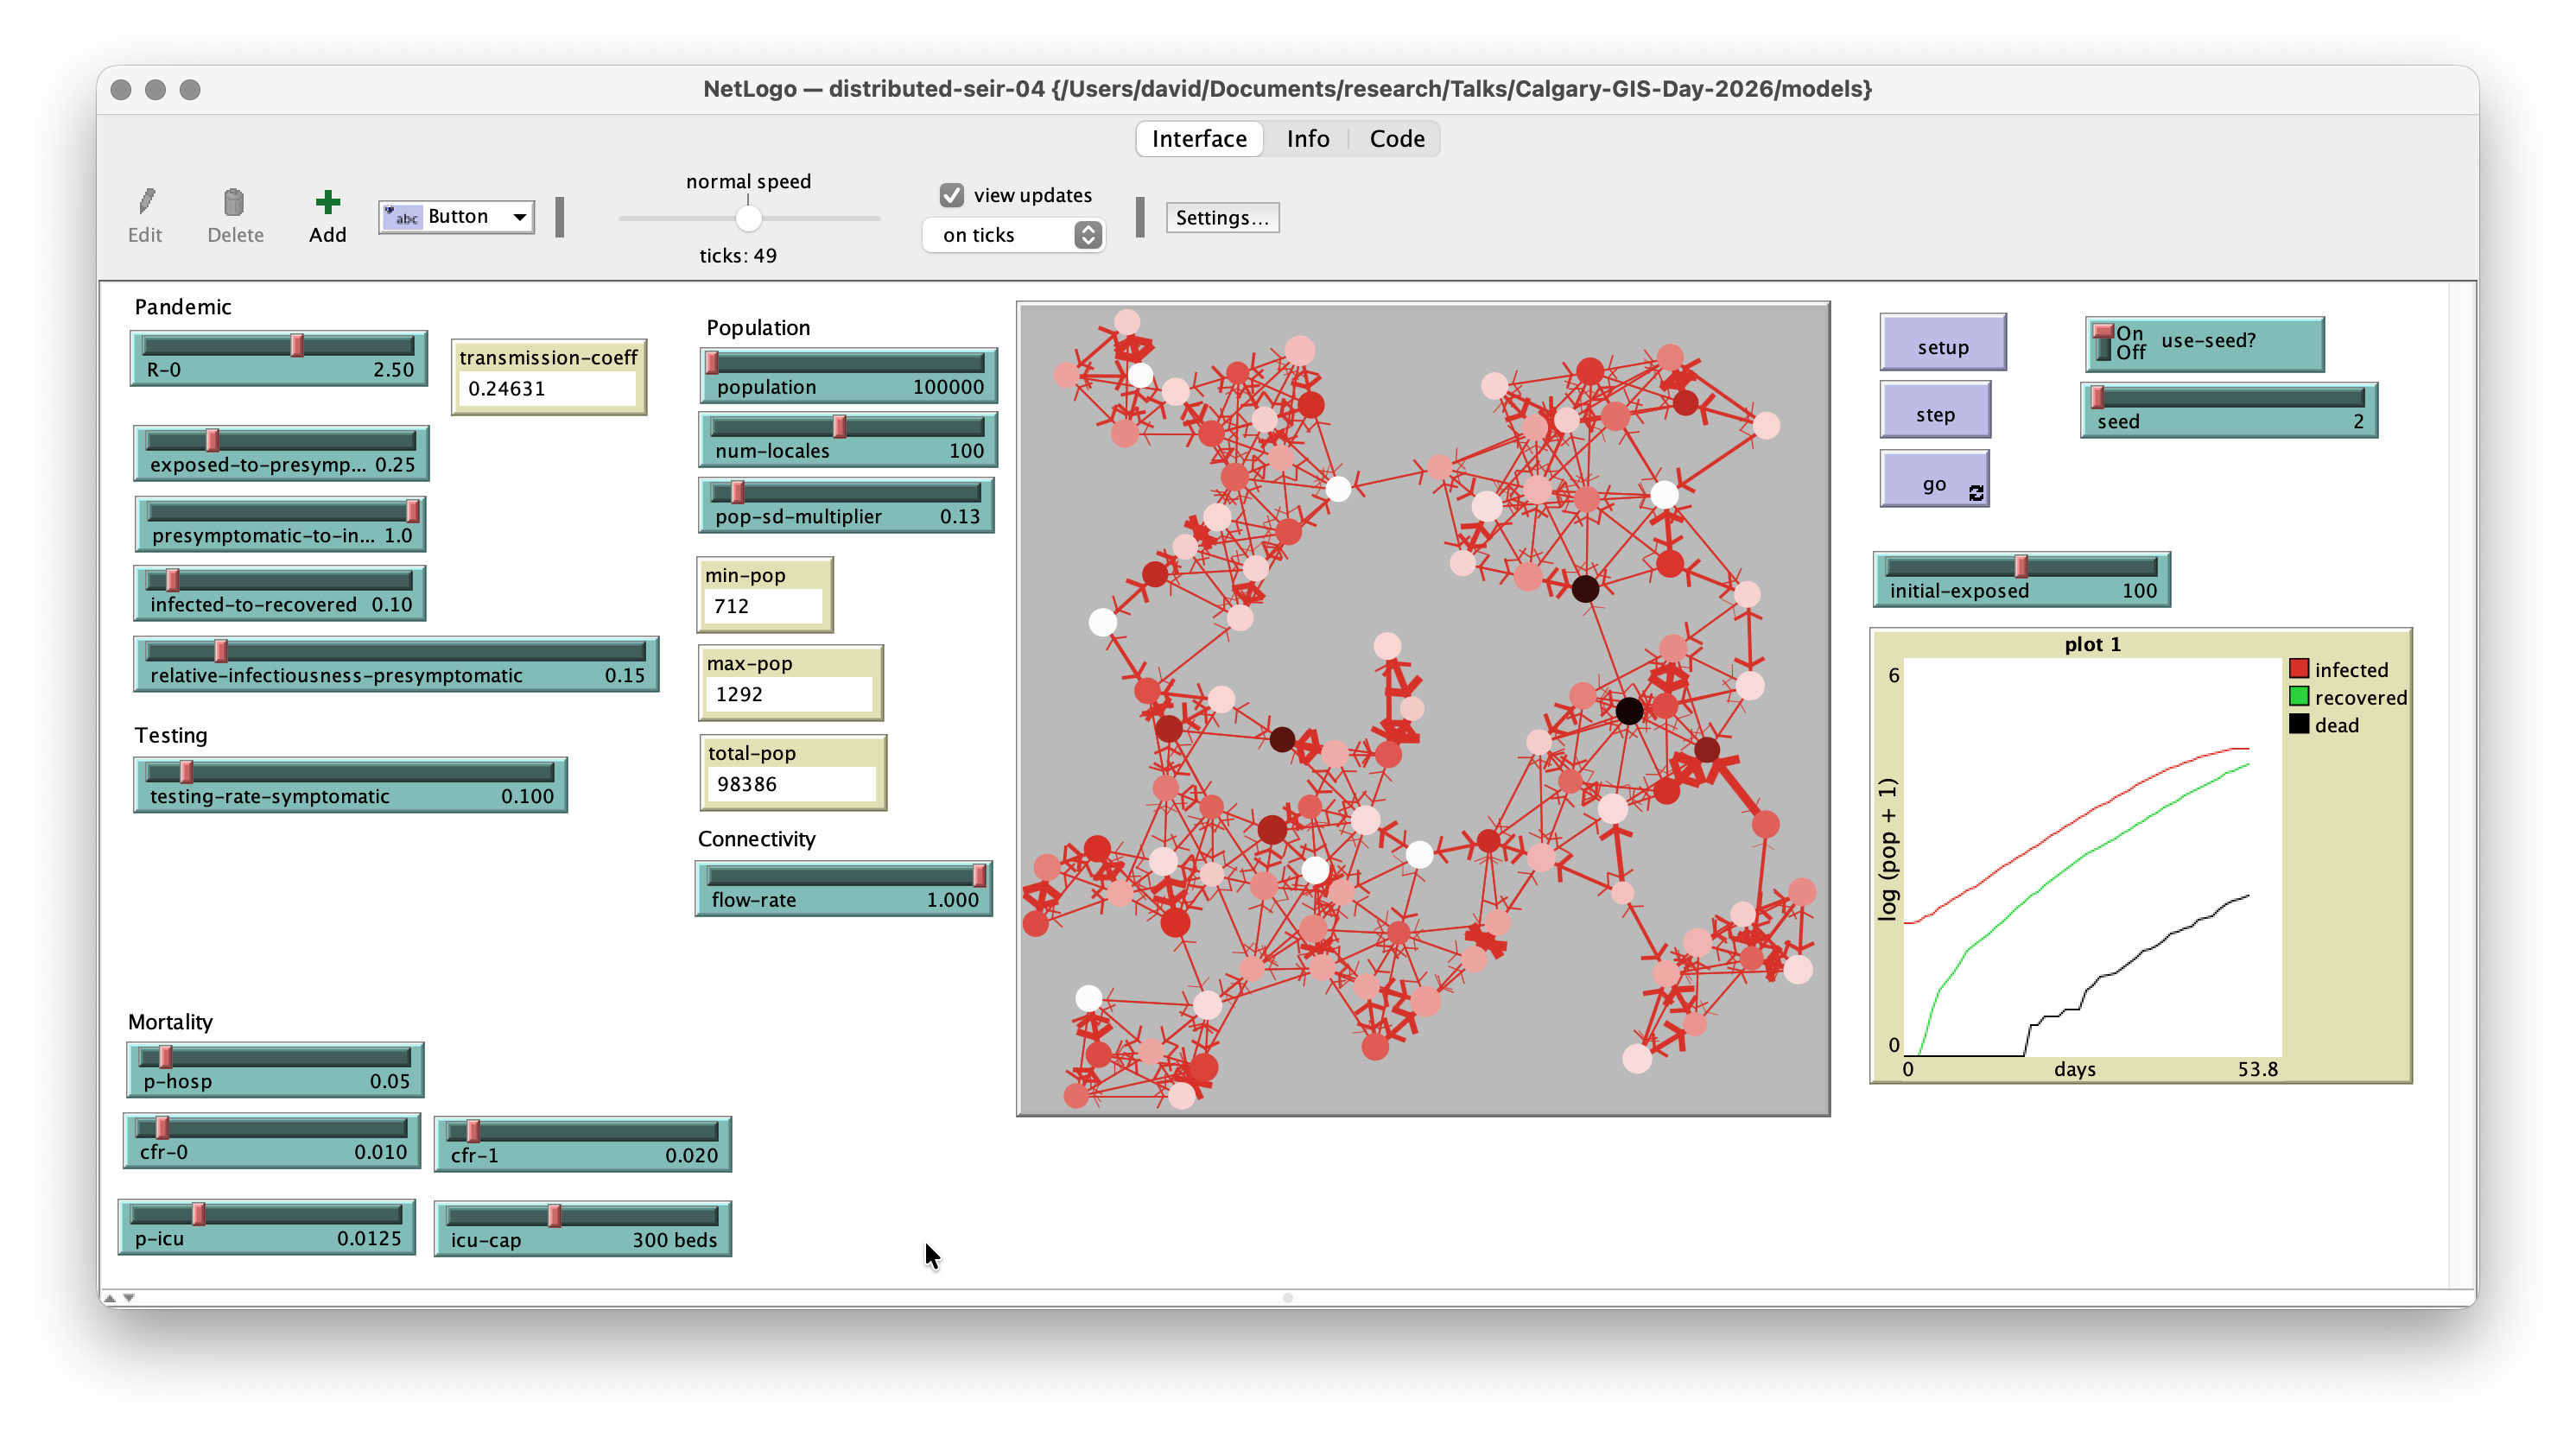 NetLogo — distributed-seir-04 {/Users/david/Documents/research/Talks/Calgary-GIS-Day-2026/models}
Interface Info Code
Edit Delete Add
abc Button
normal speed
ticks: 49
view updates
on ticks
Settings...
Pandemic
R-0 2.50
transmission-coeff
0.24631
exposed-to-presymp... 0.25
presymptomatic-to-in... 1.0
infected-to-recovered 0.10
relative-infectiousness-presymptomatic 0.15
Testing
testing-rate-symptomatic 0.100
Mortality
p-hosp 0.05
cfr-0 0.010
cfr-1 0.020
p-icu 0.0125
icu-cap 300 beds
Population
population 100000
num-locales 100
pop-sd-multiplier 0.13
min-pop
712
max-pop
1292
total-pop
98386
Connectivity
flow-rate 1.000
setup
step
go
On
Off
use-seed?
seed 2
initial-exposed 100
plot 1
6
log (pop + 1)
0
0 days 53.8
infected
recovered
dead